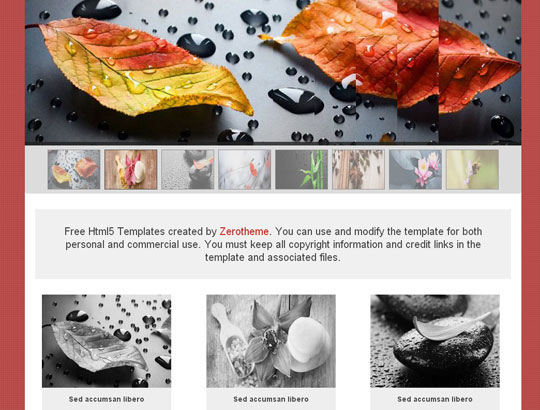 Free Html5 Templates created by Zerotheme. You can use and modify the template for both
personal and commercial use. You must keep all copyright information and credit links in the
template and associated files.
Sed accumsan libero
Sed accumsan libero
Sed accumsan libero